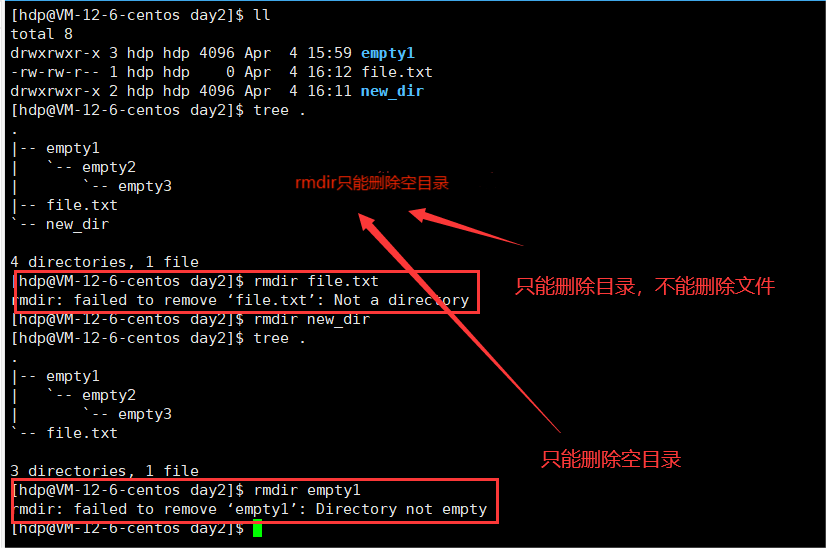 [hdp@VM-12-6-centos day2]$ ll
total 8
drwxrwxr-x 3 hdp hdp 4096 Apr  4 15:59 empty1
-rw-rw-r-- 1 hdp hdp    0 Apr  4 16:12 file.txt
drwxrwxr-x 2 hdp hdp 4096 Apr  4 16:11 new_dir
[hdp@VM-12-6-centos day2]$ tree .
.
|-- empty1
|   `-- empty2
|       `-- empty3
rmdir只能删除空目录
|-- file.txt
`-- new_dir
4 directories, 1 file
[hdp@VM-12-6-centos day2]$ rmdir file.txt
只能删除目录，不能删除文件
rmdir: failed to remove ‘file.txt’: Not a directory
[hdp@VM-12-6-centos day2]$ rmdir new_dir
[hdp@VM-12-6-centos day2]$ tree .
.
|-- empty1
|   `-- empty2
|       `-- empty3
`-- file.txt
只能删除空目录
3 directories, 1 file
[hdp@VM-12-6-centos day2]$ rmdir empty1
rmdir: failed to remove ‘empty1’: Directory not empty
[hdp@VM-12-6-centos day2]$